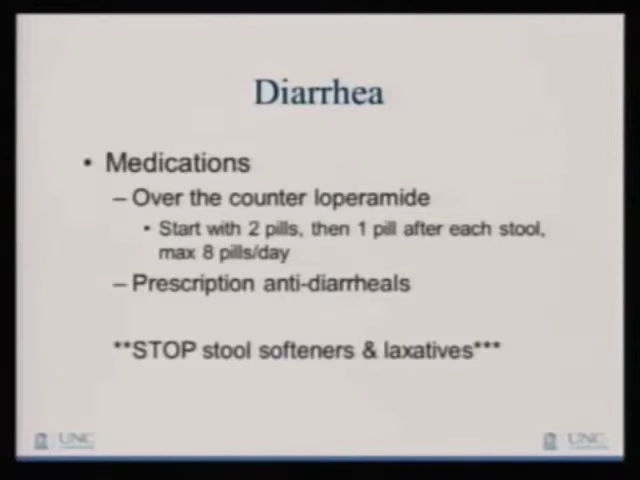 Diarrhea
• Medications
– Over the counter loperamide
• Start with 2 pills, then 1 pill after each stool,
max 8 pills/day
– Prescription anti-diarrheals
**STOP stool softeners & laxatives***
UNC
UNC